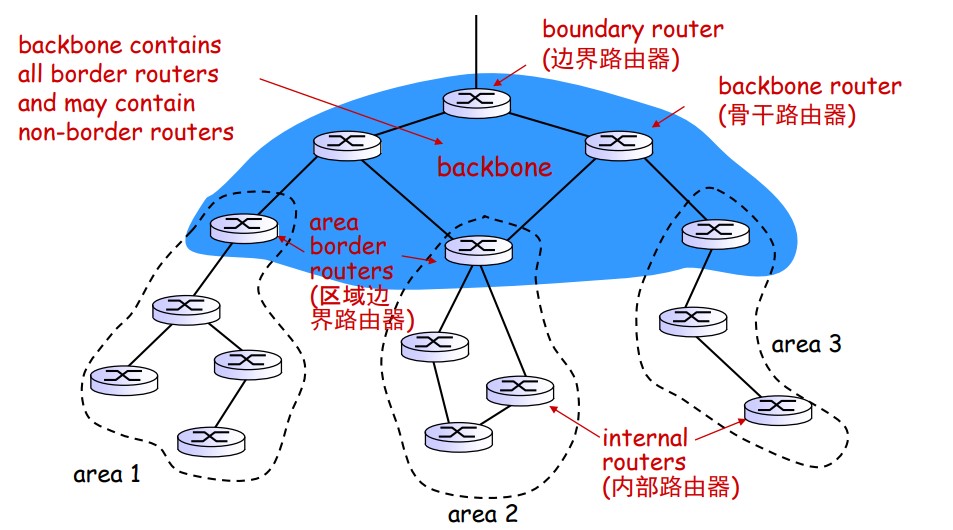 backbone contains
all border routers
and may contain
non-border routers
boundary router
(边界路由器)
backbone router
(骨干路由器)
backbone
area
border
routers
(区域边
界路由器)
area 3
internal
routers
(内部路由器)
area 1
area 2